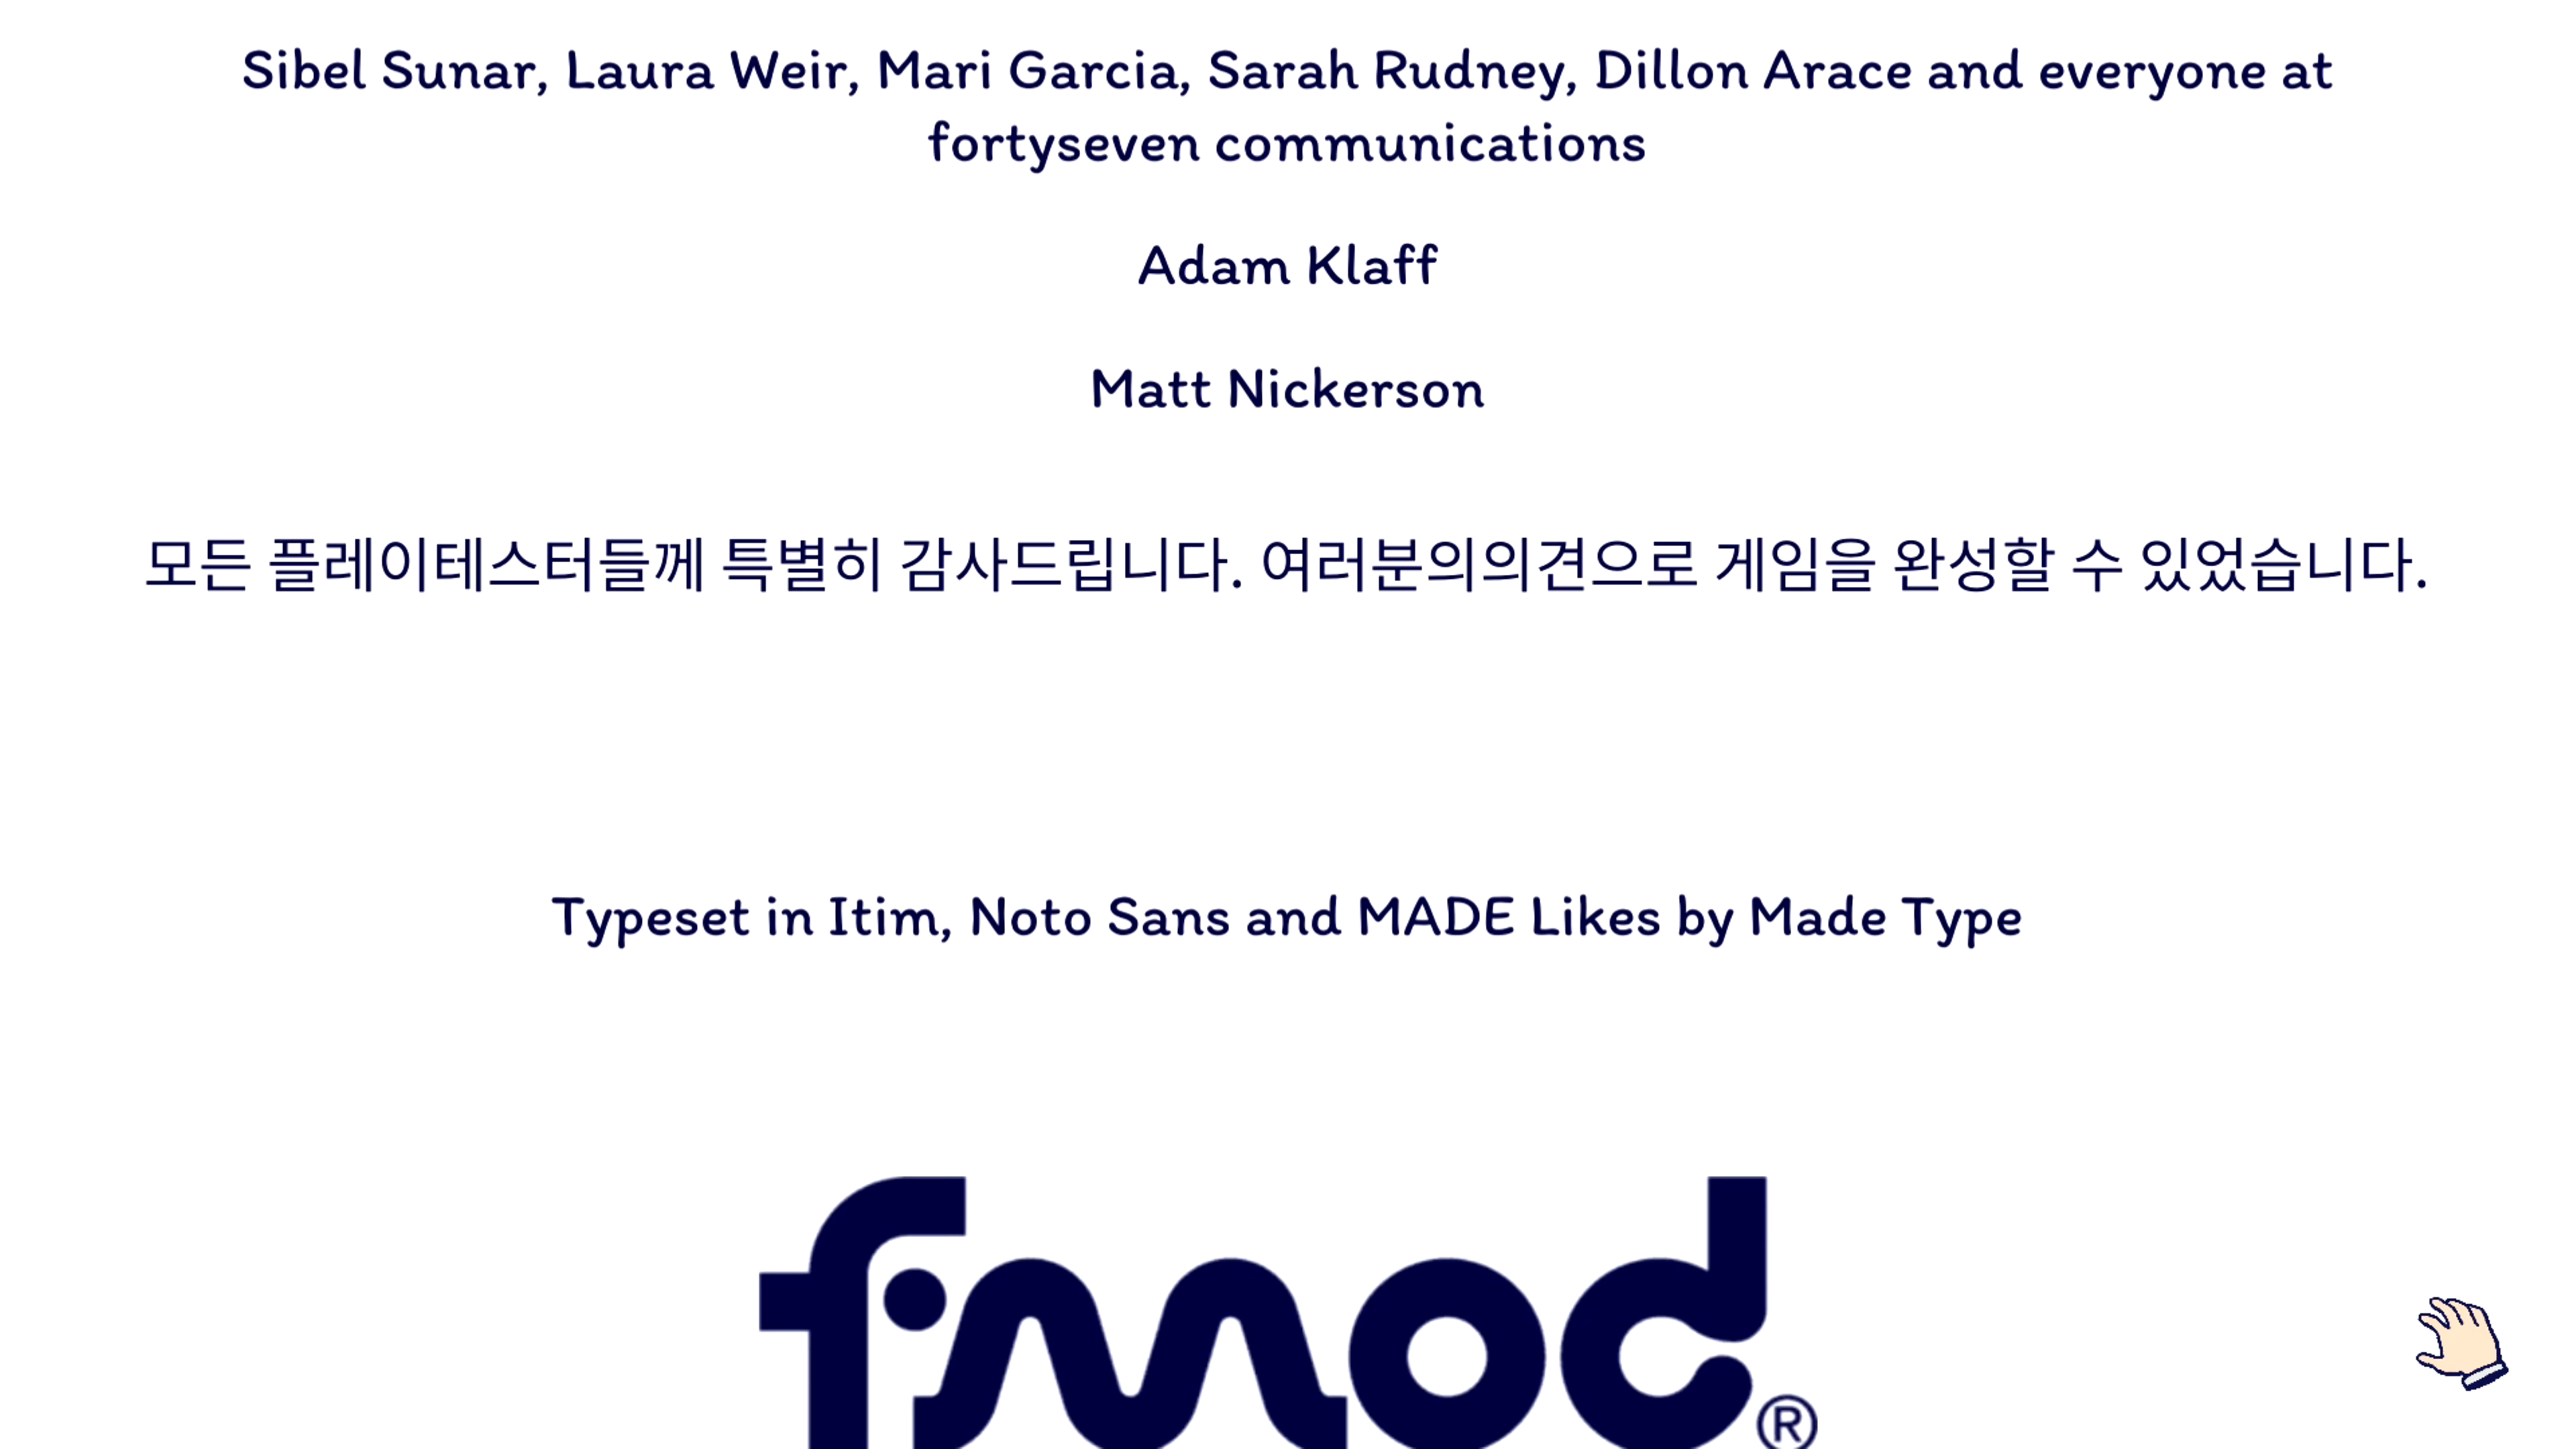 Sibel Sunar, Laura Weir, Mari Garcia, Sarah Rudney, Dillon Arace and everyone at
fortyseven communications
Adam Klaff
Matt Nickerson
모든 플레이테스터들께 특별히 감사드립니다. 여러분의의견으로 게임을 완성할 수 있었습니다.
Typeset in Itim, Noto Sans and MADE Likes by Made Type
fmod®